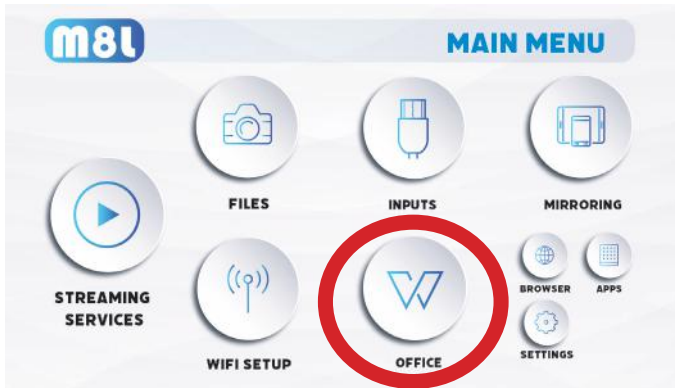 M8L
MAIN MENU
FILES
INPUTS
MIRRORING
STREAMING
SERVICES
WIFI SETUP
OFFICE
BROWSER
APPS
SETTINGS